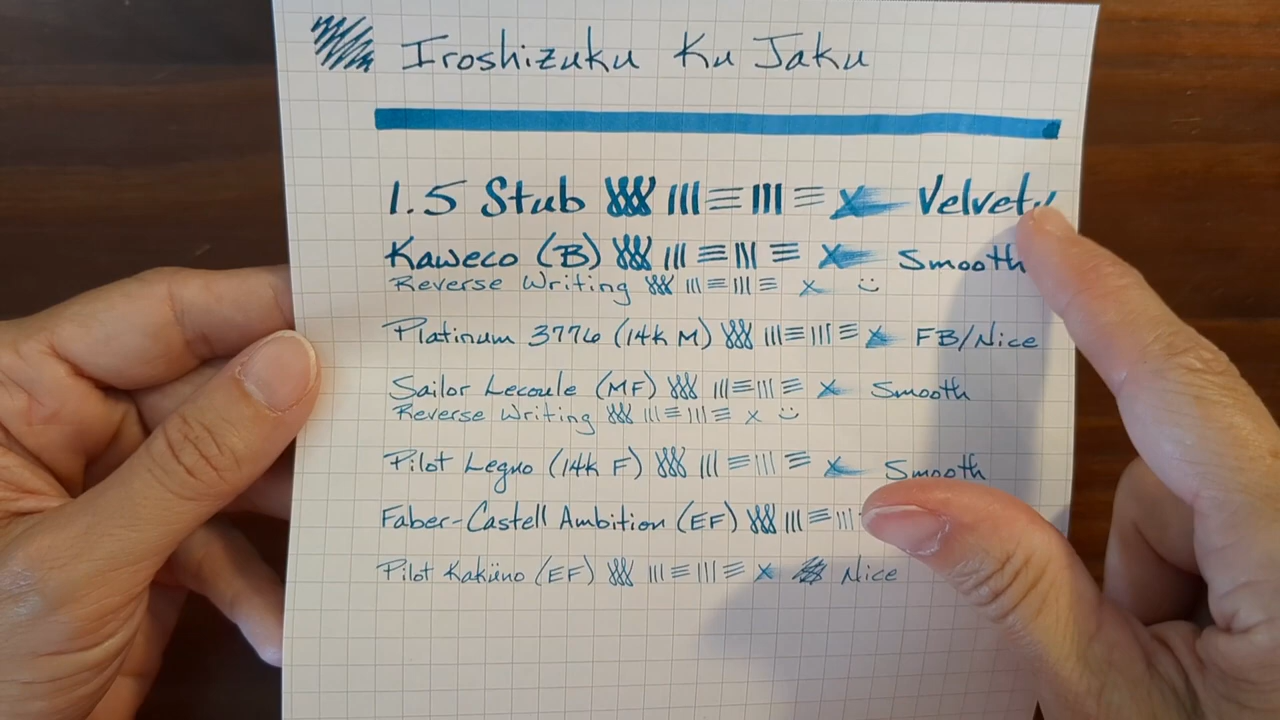 Iroshizuku Ku Jaku
1.5 Stub Velvety
Kaweco (B) Smooth
Reverse Writing
Platinum 3776 (14k M) FB/Nice
Sailor Lecoule (MF) Smooth
Reverse Writing
Pilot Legno (14k F) Smooth
Faber-Castell Ambition (EF)
Pilot Kaküno (EF) Nice